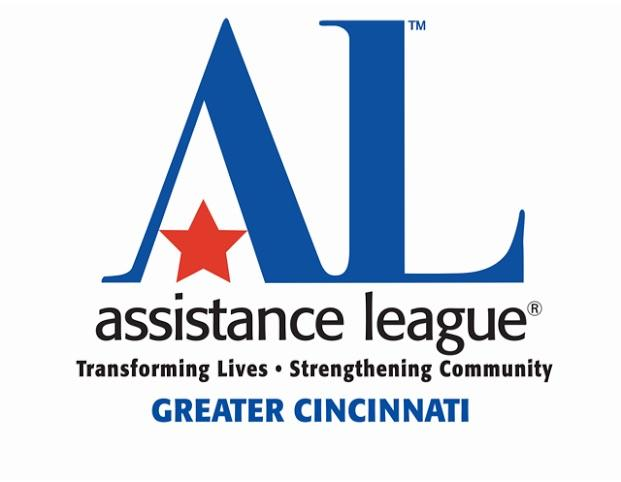 AL™
assistance league®
Transforming Lives • Strengthening Community
GREATER CINCINNATI